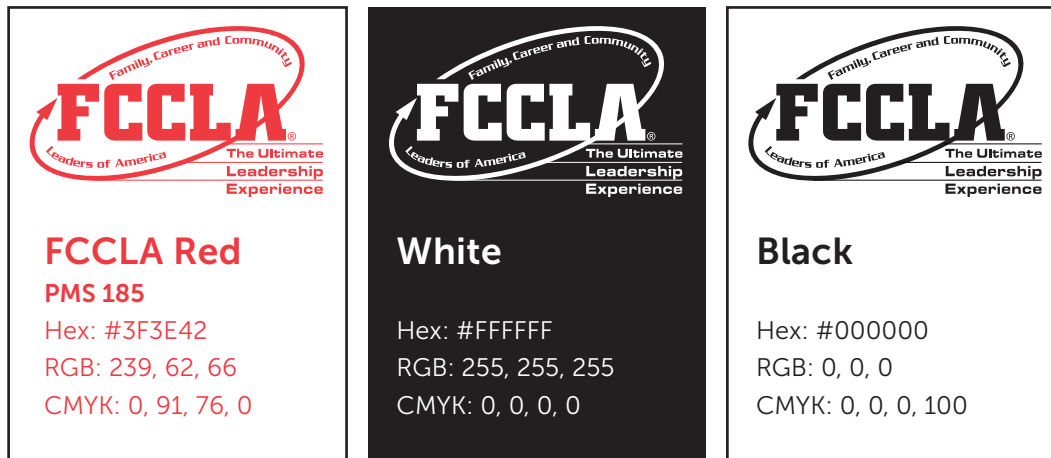 Family, Career and Community
FCCLA®
Leaders of America
The Ultimate
Leadership
Experience
FCCLA Red
PMS 185
Hex: #3F3E42
RGB: 239, 62, 66
CMYK: 0, 91, 76, 0
Family, Career and Community
FCCLA®
Leaders of America
The Ultimate
Leadership
Experience
White
Hex: #FFFFFF
RGB: 255, 255, 255
CMYK: 0, 0, 0, 0
Family, Career and Community
FCCLA®
Leaders of America
The Ultimate
Leadership
Experience
Black
Hex: #000000
RGB: 0, 0, 0
CMYK: 0, 0, 0, 100